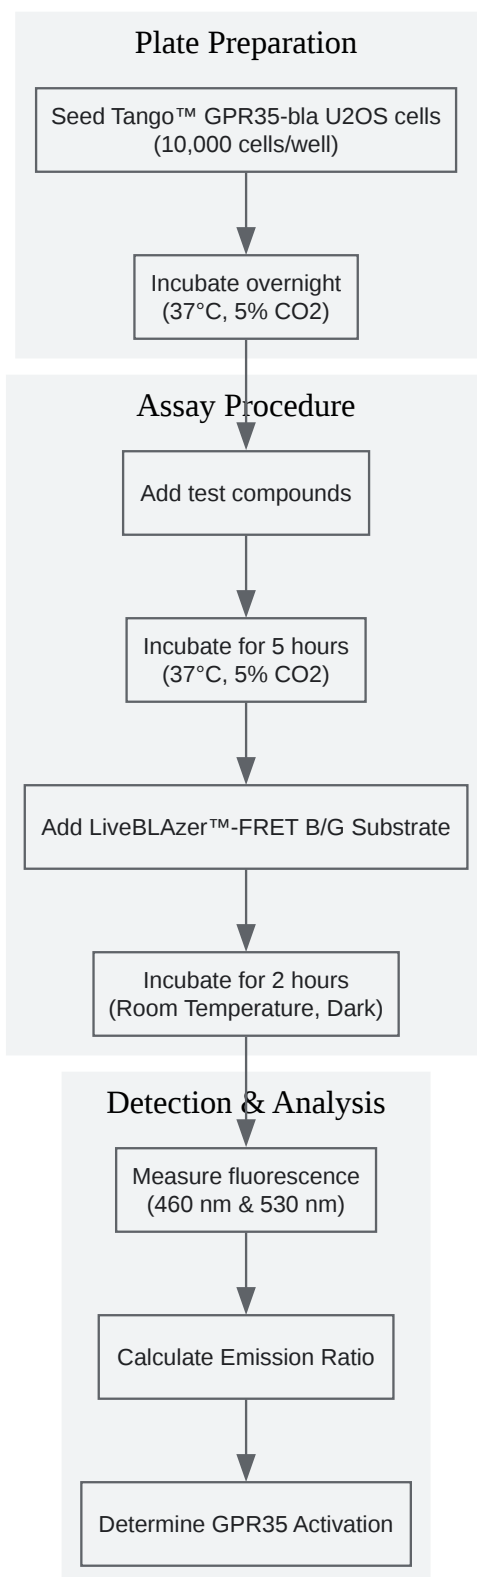 Plate Preparation
Seed Tango™ GPR35-bla U2OS cells
(10,000 cells/well)
Incubate overnight
(37°C, 5% CO2)
Assay Procedure
Add test compounds
Incubate for 5 hours
(37°C, 5% CO2)
Add LiveBLAzer™-FRET B/G Substrate
Incubate for 2 hours
(Room Temperature, Dark)
Detection & Analysis
Measure fluorescence
(460 nm & 530 nm)
Calculate Emission Ratio
Determine GPR35 Activation